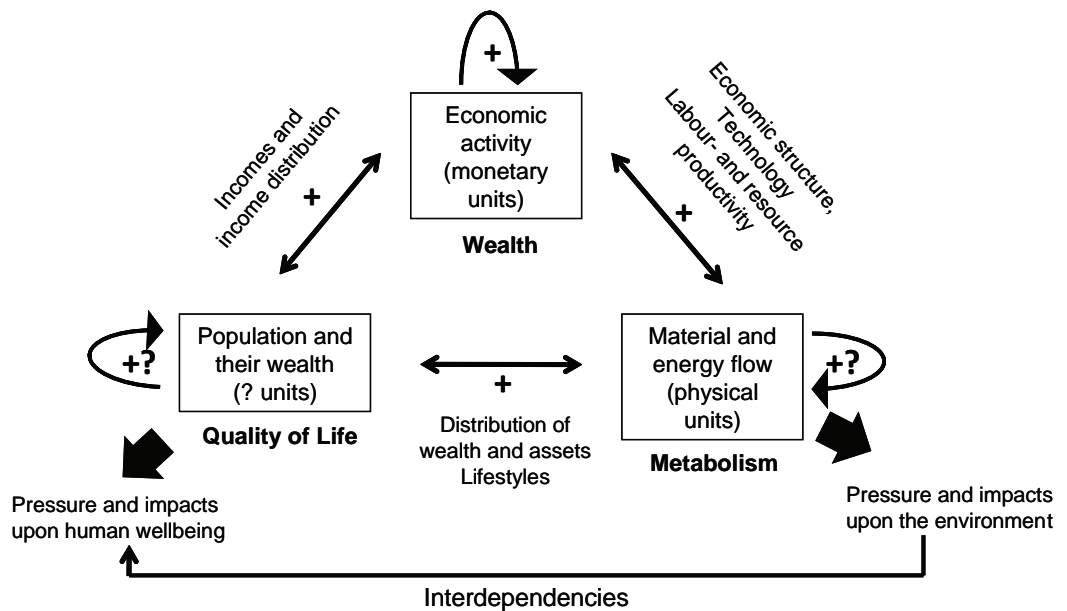 +
Economic
activity
(monetary
units)
Wealth
Incomes and
income distribution
+
Economic structure,
Technology
Labour- and resource
productivity
+
Population and
their wealth
(? units)
Quality of Life
+?
+
Distribution of
wealth and assets
Lifestyles
Material and
energy flow
(physical
units)
Metabolism
+?
Pressure and impacts
upon human wellbeing
Pressure and impacts
upon the environment
Interdependencies